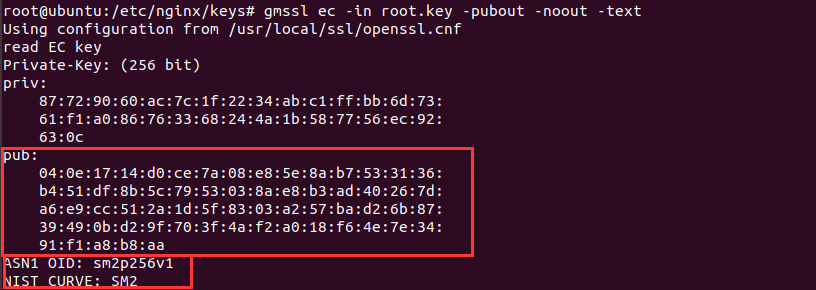 root@ubuntu:/etc/nginx/keys# gmssl ec -in root.key -pubout -noout -text
Using configuration from /usr/local/ssl/openssl.cnf
read EC key
Private-Key: (256 bit)
priv:
87:72:90:60:ac:7c:1f:22:34:ab:c1:ff:bb:6d:73:
61:f1:a0:86:76:33:68:24:4a:1b:58:77:56:ec:92:
63:0c
pub:
04:0e:17:14:d0:ce:7a:08:e8:5e:8a:b7:53:31:36:
b4:51:df:8b:5c:79:53:03:8a:e8:b3:ad:40:26:7d:
a6:e9:cc:51:2a:1d:5f:83:03:a2:57:ba:d2:6b:87:
39:49:0b:d2:9f:70:3f:4a:f2:a0:18:f6:4e:7e:34:
91:f1:a8:b8:aa
ASN1 OID: sm2p256v1
NIST CURVE: SM2